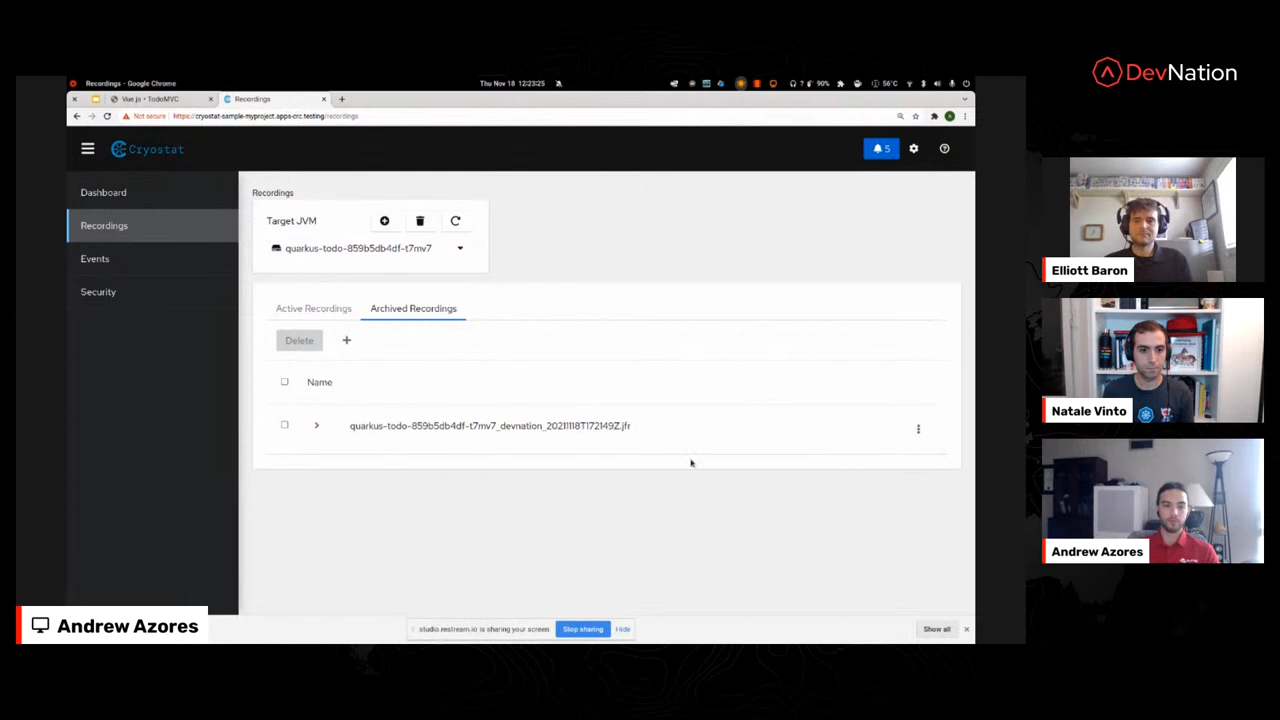 DevNation
Recordings - Google Chrome
Thu Nov 18 12:23:25
90%
56°C
Vue.js • TodoMVC
Recordings
Not secure
https://cryostat-sample-myproject.apps-crc.testing/recordings
Cryostat
5
Dashboard
Recordings
Events
Security
Recordings
Target JVM
quarkus-todo-859b5db4df-t7mv7
Active Recordings
Archived Recordings
Delete
Name
quarkus-todo-859b5db4df-t7mv7_devnation_20211118T172149Z.jfr
studio.restream.io is sharing your screen.
Stop sharing
Hide
Show all
Andrew Azores
Elliott Baron
Natale Vinto
Andrew Azores